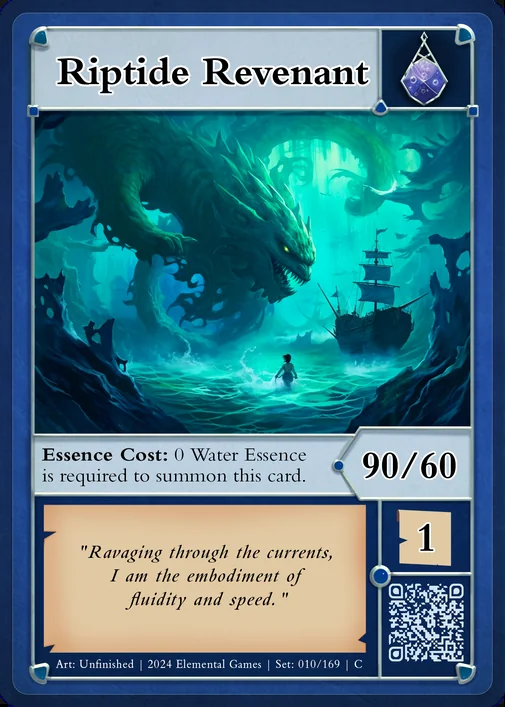 Riptide Revenant
Essence Cost: 0 Water Essence
is required to summon this card.
90/60
"Ravaging through the currents,
I am the embodiment of
fluidity and speed."
1
Art: Unfinished | 2024 Elemental Games | Set: 010/169 | C